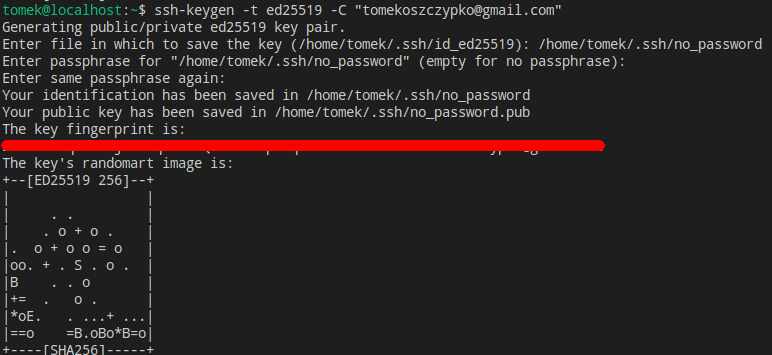 tomek@localhost:~$ ssh-keygen -t ed25519 -C "tomekoszczypko@gmail.com"
Generating public/private ed25519 key pair.
Enter file in which to save the key (/home/tomek/.ssh/id_ed25519): /home/tomek/.ssh/no_password
Enter passphrase for "/home/tomek/.ssh/no_password" (empty for no passphrase):
Enter same passphrase again:
Your identification has been saved in /home/tomek/.ssh/no_password
Your public key has been saved in /home/tomek/.ssh/no_password.pub
The key fingerprint is:
The key's randomart image is:
+--[ED25519 256]--+
|                 |
|     . .         |
|    . o + o .    |
|.  o + o o = o   |
|oo. + . S . o .  |
|B    . . o       |
|+=  .   o .      |
|*oE.   . ...+ ...|
|==o    =B.oBo*B=o|
+----[SHA256]-----+